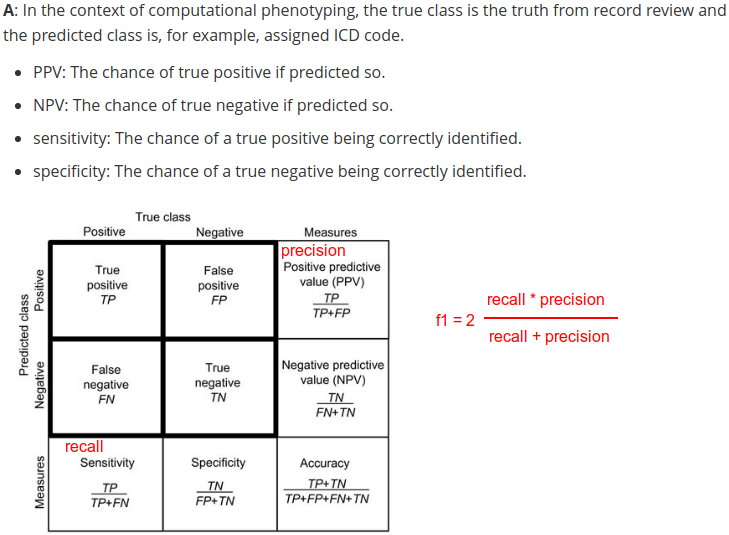 A: In the context of computational phenotyping, the true class is the truth from record review and
the predicted class is, for example, assigned ICD code.
• PPV: The chance of true positive if predicted so.
• NPV: The chance of true negative if predicted so.
• sensitivity: The chance of a true positive being correctly identified.
• specificity: The chance of a true negative being correctly identified.
True class
Positive
Negative
Measures
Predicted class
Positive
True
positive
TP
False
positive
FP
precision
Positive predictive
value (PPV)
TP
TP+FP
Negative
False
negative
FN
True
negative
TN
Negative predictive
value (NPV)
TN
FN+TN
Measures
recall
Sensitivity
TP
TP+FN
Specificity
TN
FP+TN
Accuracy
TP+TN
TP+FP+FN+TN
f1 = 2
recall * precision
recall + precision